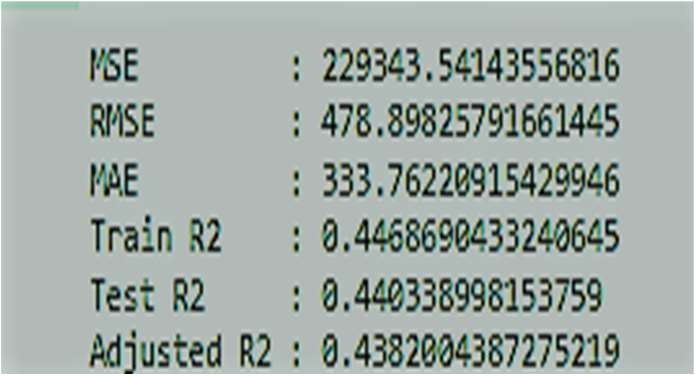 MSE : 229343.54143556816
RMSE : 478.89825791661445
MAE : 333.76220915429946
Train R2 : 0.4468690433240645
Test R2 : 0.440338998153759
Adjusted R2 : 0.4382004387275219